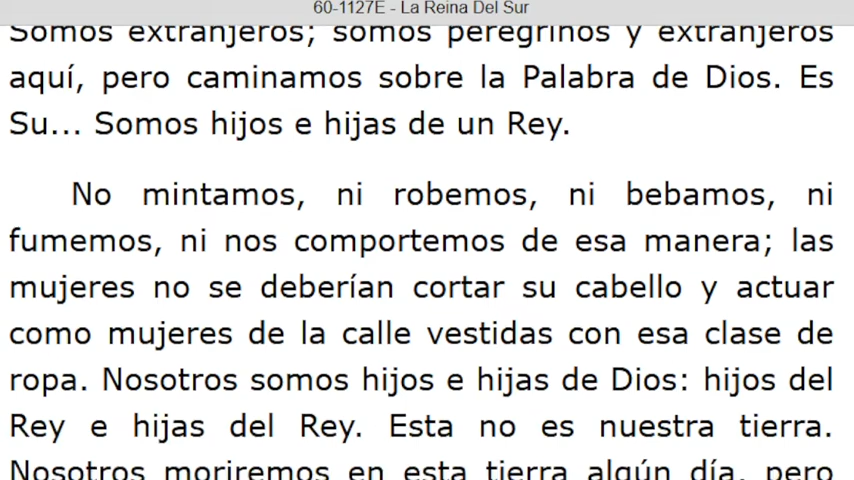 60-1127E - La Reina Del Sur
Somos extranjeros; somos peregrinos y extranjeros
aquí, pero caminamos sobre la Palabra de Dios. Es
Su... Somos hijos e hijas de un Rey.
No mintamos, ni robemos, ni bebamos, ni
fumemos, ni nos comportemos de esa manera; las
mujeres no se deberían cortar su cabello y actuar
como mujeres de la calle vestidas con esa clase de
ropa. Nosotros somos hijos e hijas de Dios: hijos del
Rey e hijas del Rey. Esta no es nuestra tierra.
Nosotros moriremos en esta tierra algún día, pero